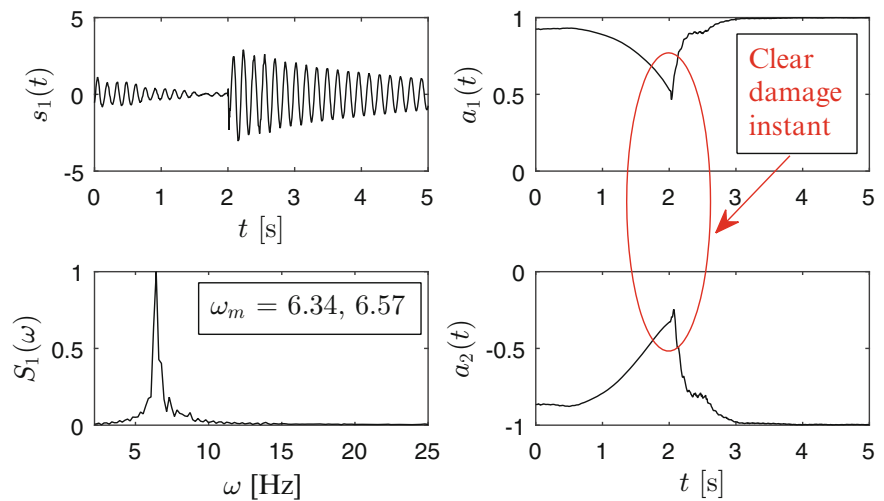 5
0
-5
0 1 2 3 4 5
s₁(t)
t [s]
1
0.5
0
0 1 2 3 4 5
a₁(t)
Clear
damage
instant
1
0.5
0
5 10 15 20 25
S₁(ω)
ω [Hz]
ωₘ = 6.34, 6.57
0
-0.5
-1
0 1 2 3 4 5
a₂(t)
t [s]